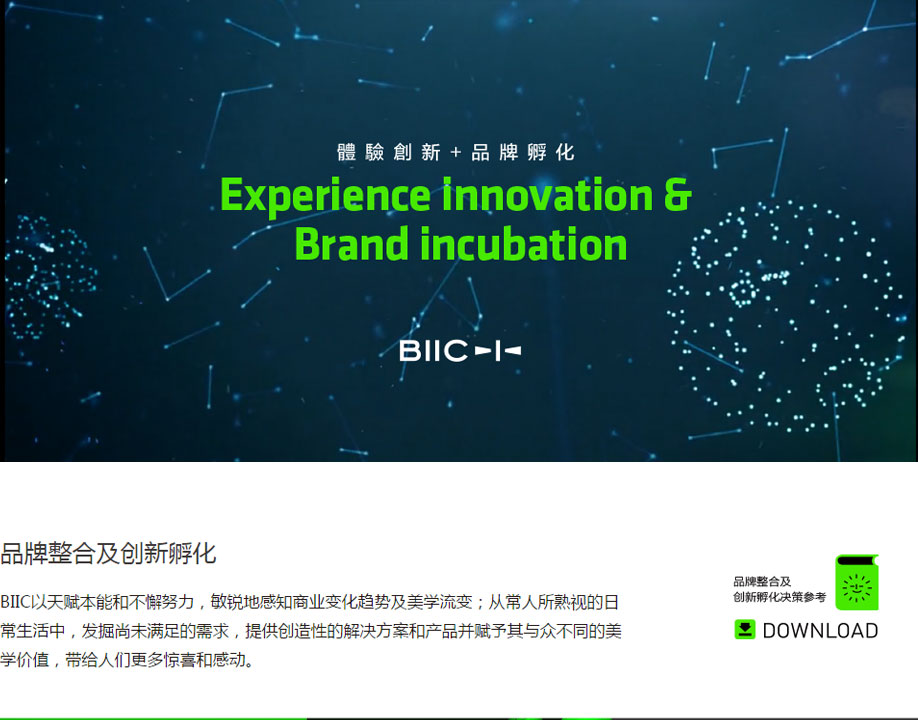 體驗創新+品牌孵化
Experience innovation &
Brand incubation
BIIC
品牌整合及创新孵化
BIIC以天赋本能和不懈努力，敏锐地感知商业变化趋势及美学流变；从常人所熟视的日
常生活中，发掘尚未满足的需求，提供创造性的解决方案和产品并赋予其与众不同的美
学价值，带给人们更多惊喜和感动。
品牌整合及
创新孵化决策参考
DOWNLOAD